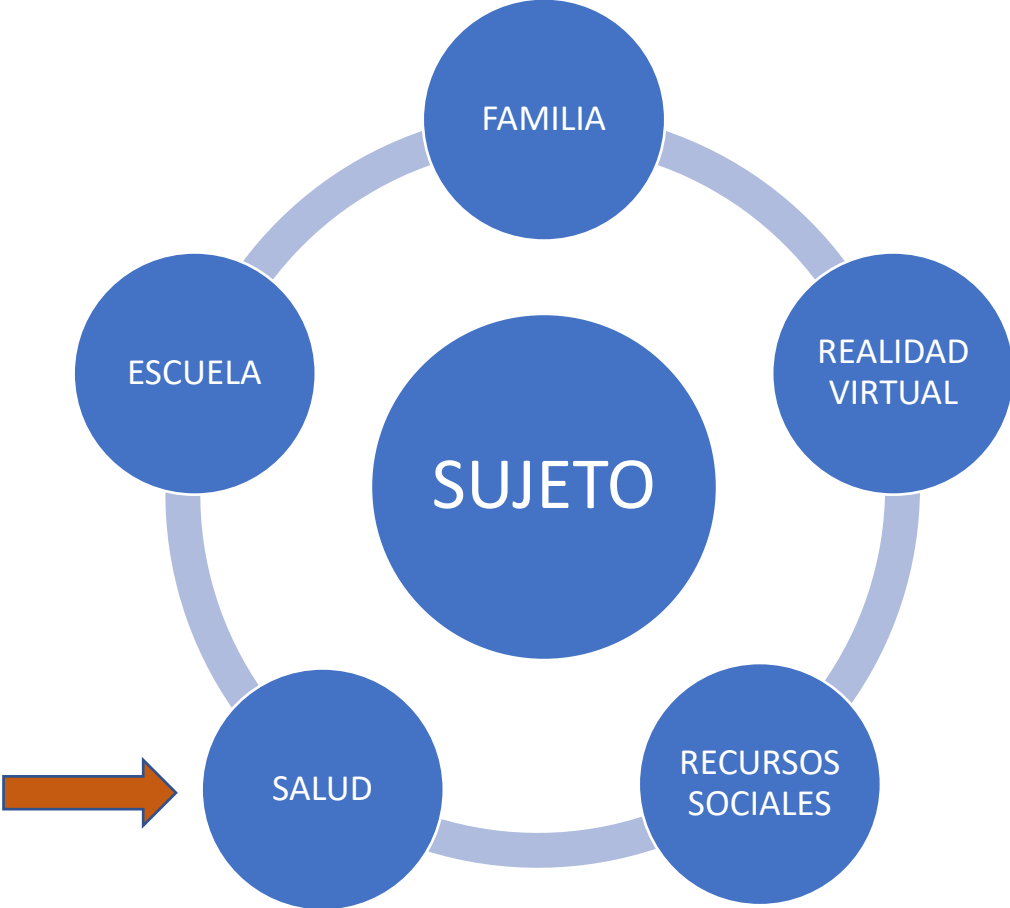 FAMILIA
REALIDAD
VIRTUAL
ESCUELA
SUJETO
RECURSOS
SOCIALES
SALUD